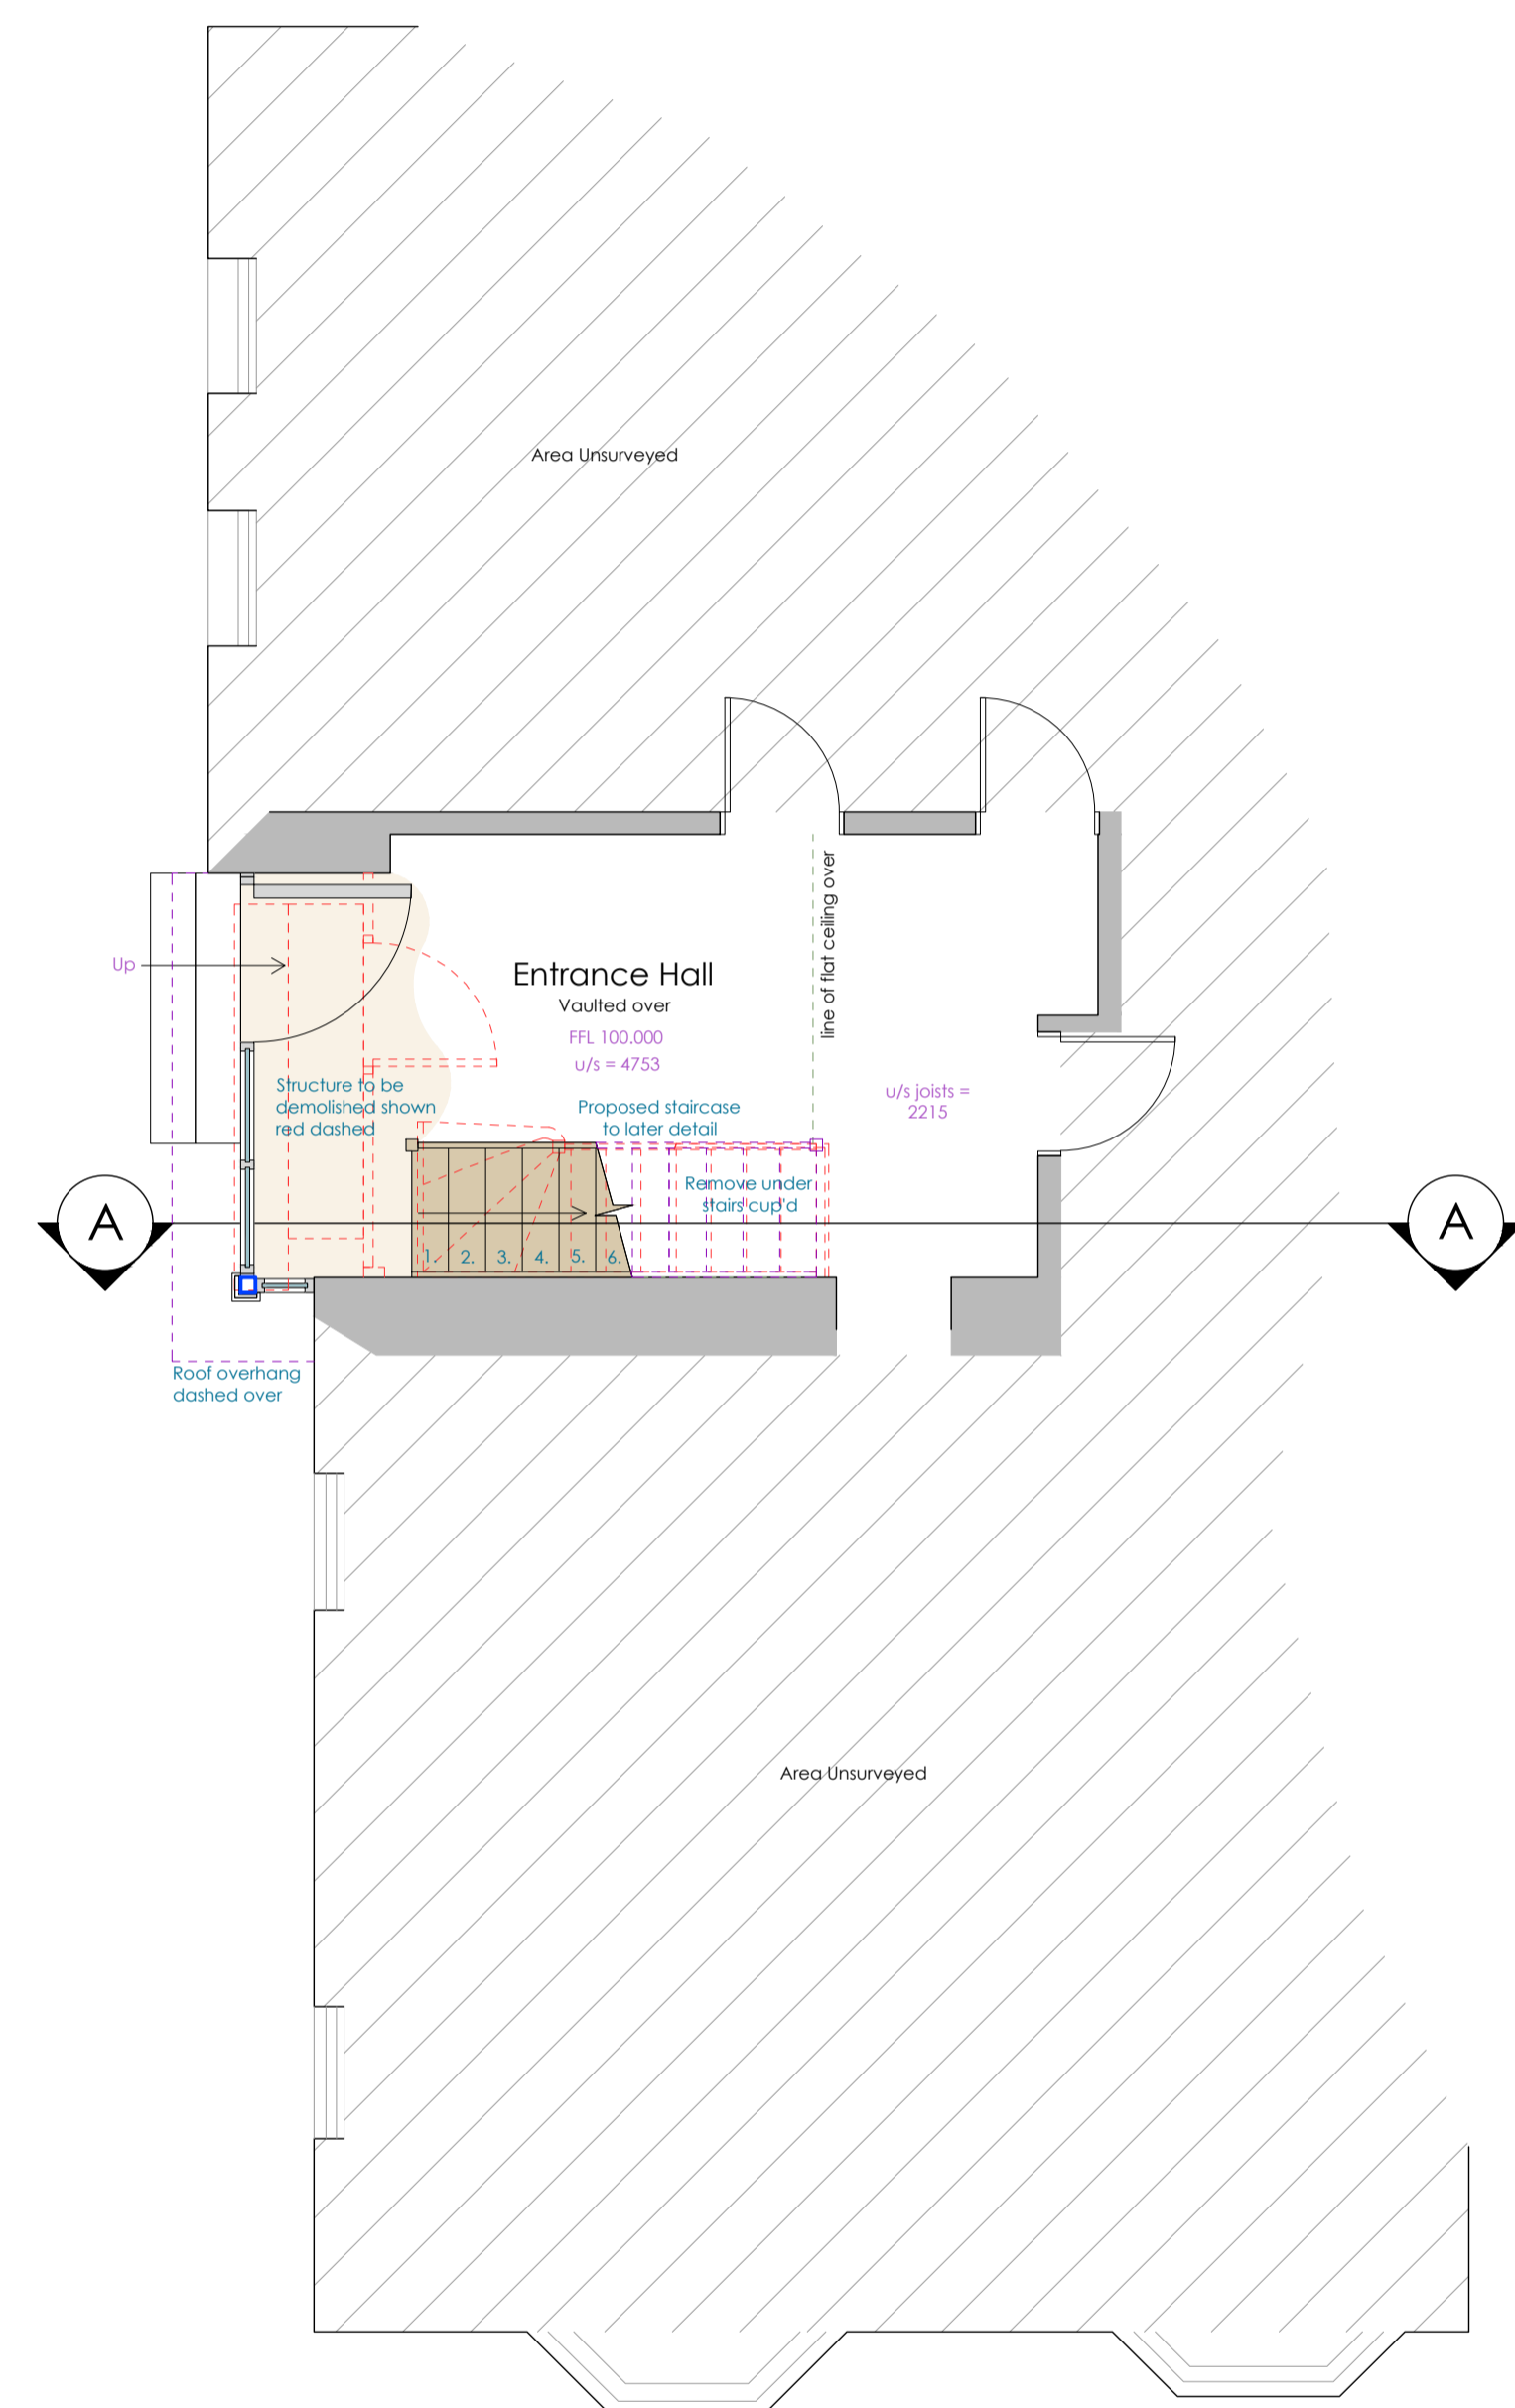 Area Unsurveyed
line of flat ceiling over
Up
Entrance Hall
Vaulted over
FFL 100.000
u/s = 4753
Structure to be
demolished shown
red dashed
Proposed staircase
to later detail
u/s joists =
2215
Remove under
stairs cup'd
A
A
1. 2. 3. 4. 5. 6.
Roof overhang
dashed over
Area Unsurveyed